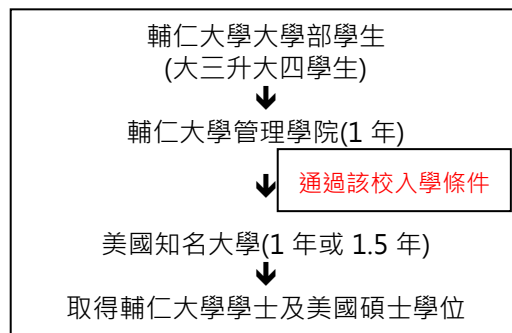 輔仁大學大學部學生
(大三升大四學生)
輔仁大學管理學院(1 年)
通過該校入學條件
美國知名大學(1 年或 1.5 年)
取得輔仁大學學士及美國碩士學位